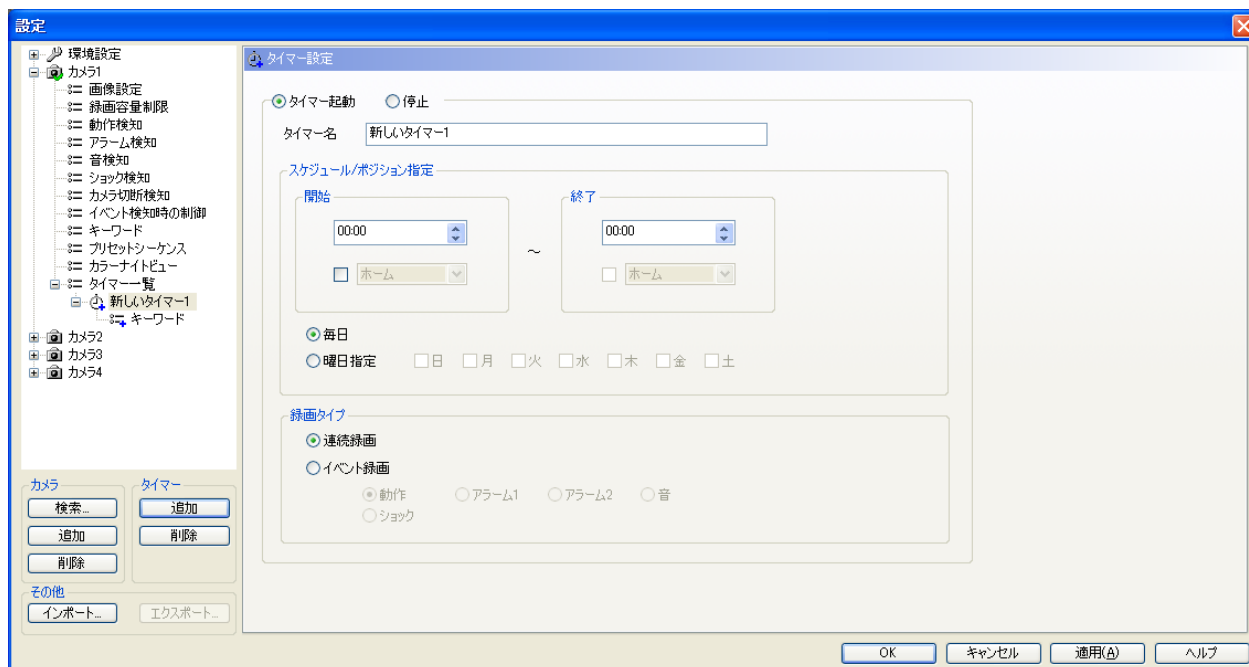 設定
環境設定
カメラ1
画像設定
録画容量制限
動作検知
アラーム検知
音検知
ショック検知
カメラ切断検知
イベント検知時の制御
キーワード
プリセットシーケンス
カラーナイトビュー
タイマー一覧
新しいタイマー1
キーワード
カメラ2
カメラ3
カメラ4
カメラ
検索...
追加
削除
タイマー
追加
削除
その他
インポート...
エクスポート...
タイマー設定
タイマー起動 停止
タイマー名 新しいタイマー1
スケジュール/ポジション指定
開始 終了
00:00 ～ 00:00
ホーム ホーム
毎日
曜日指定 日 月 火 水 木 金 土
録画タイプ
連続録画
イベント録画
動作 アラーム1 アラーム2 音
ショック
OK キャンセル 適用(A) ヘルプ